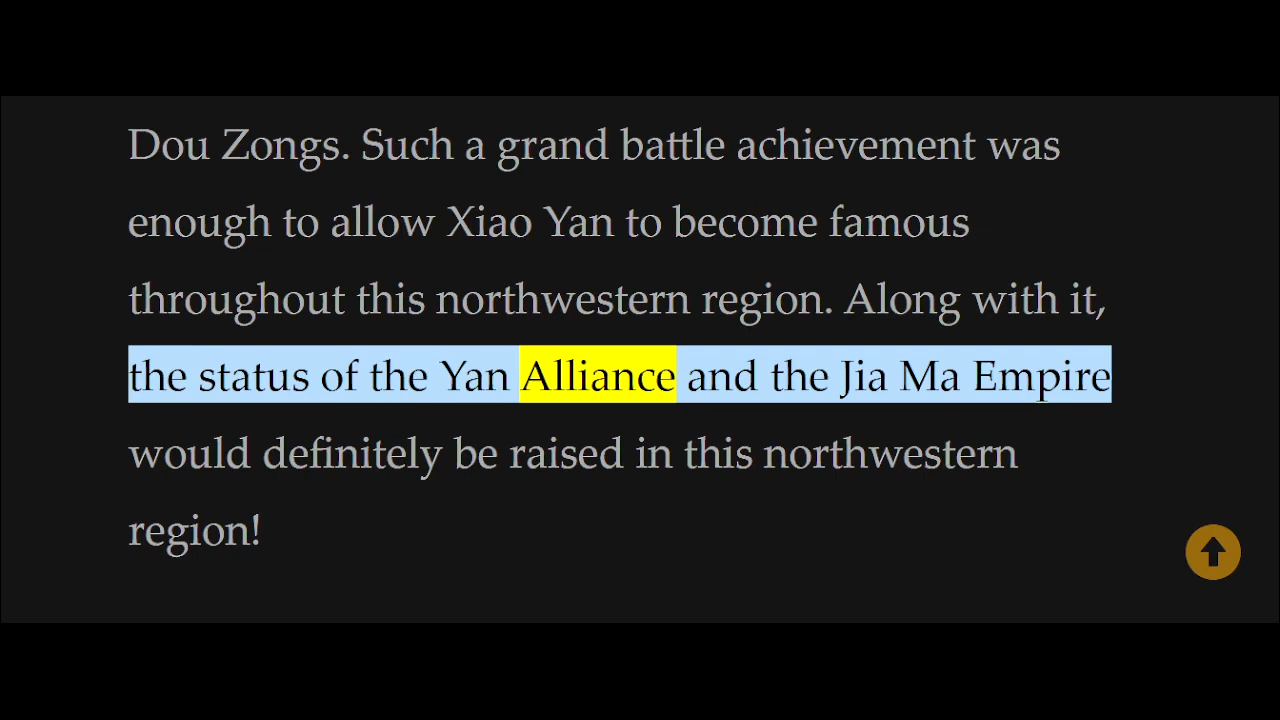 Dou Zongs. Such a grand battle achievement was
enough to allow Xiao Yan to become famous
throughout this northwestern region. Along with it,
the status of the Yan Alliance and the Jia Ma Empire
would definitely be raised in this northwestern
region!